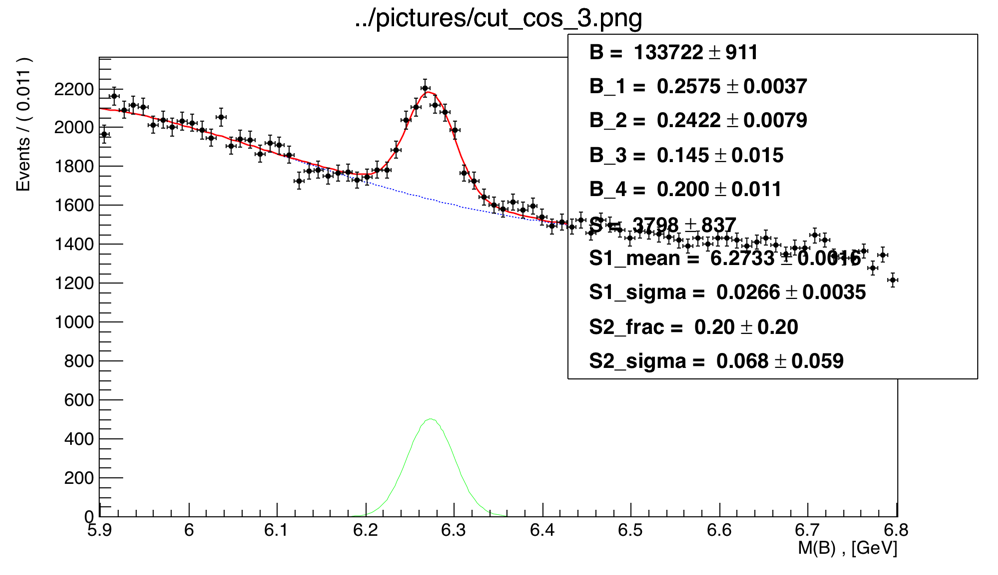 ../pictures/cut_cos_3.png
B = 133722 ± 911
B_1 = 0.2575 ± 0.0037
B_2 = 0.2422 ± 0.0079
B_3 = 0.145 ± 0.015
B_4 = 0.200 ± 0.011
S = 3798 ± 837
S1_mean = 6.2733 ± 0.0016
S1_sigma = 0.0266 ± 0.0035
S2_frac = 0.20 ± 0.20
S2_sigma = 0.068 ± 0.059
Events / ( 0.011 )
2200
2000
1800
1600
1400
1200
1000
800
600
400
200
0
5.9 6 6.1 6.2 6.3 6.4 6.5 6.6 6.7 6.8
M(B) , [GeV]